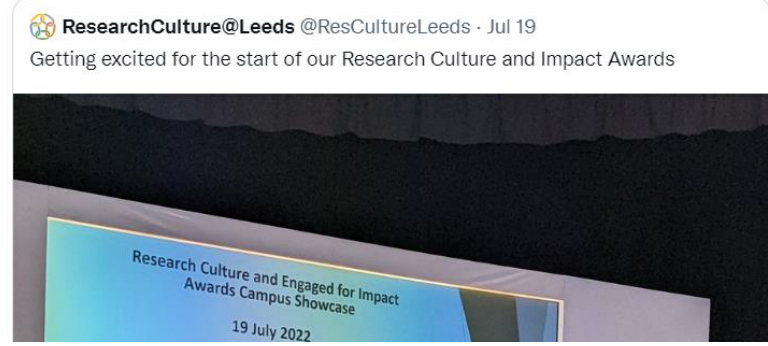 ResearchCulture@Leeds @ResCultureLeeds · Jul 19
Getting excited for the start of our Research Culture and Impact Awards
Research Culture and Engaged for Impact
Awards Campus Showcase
19 July 2022